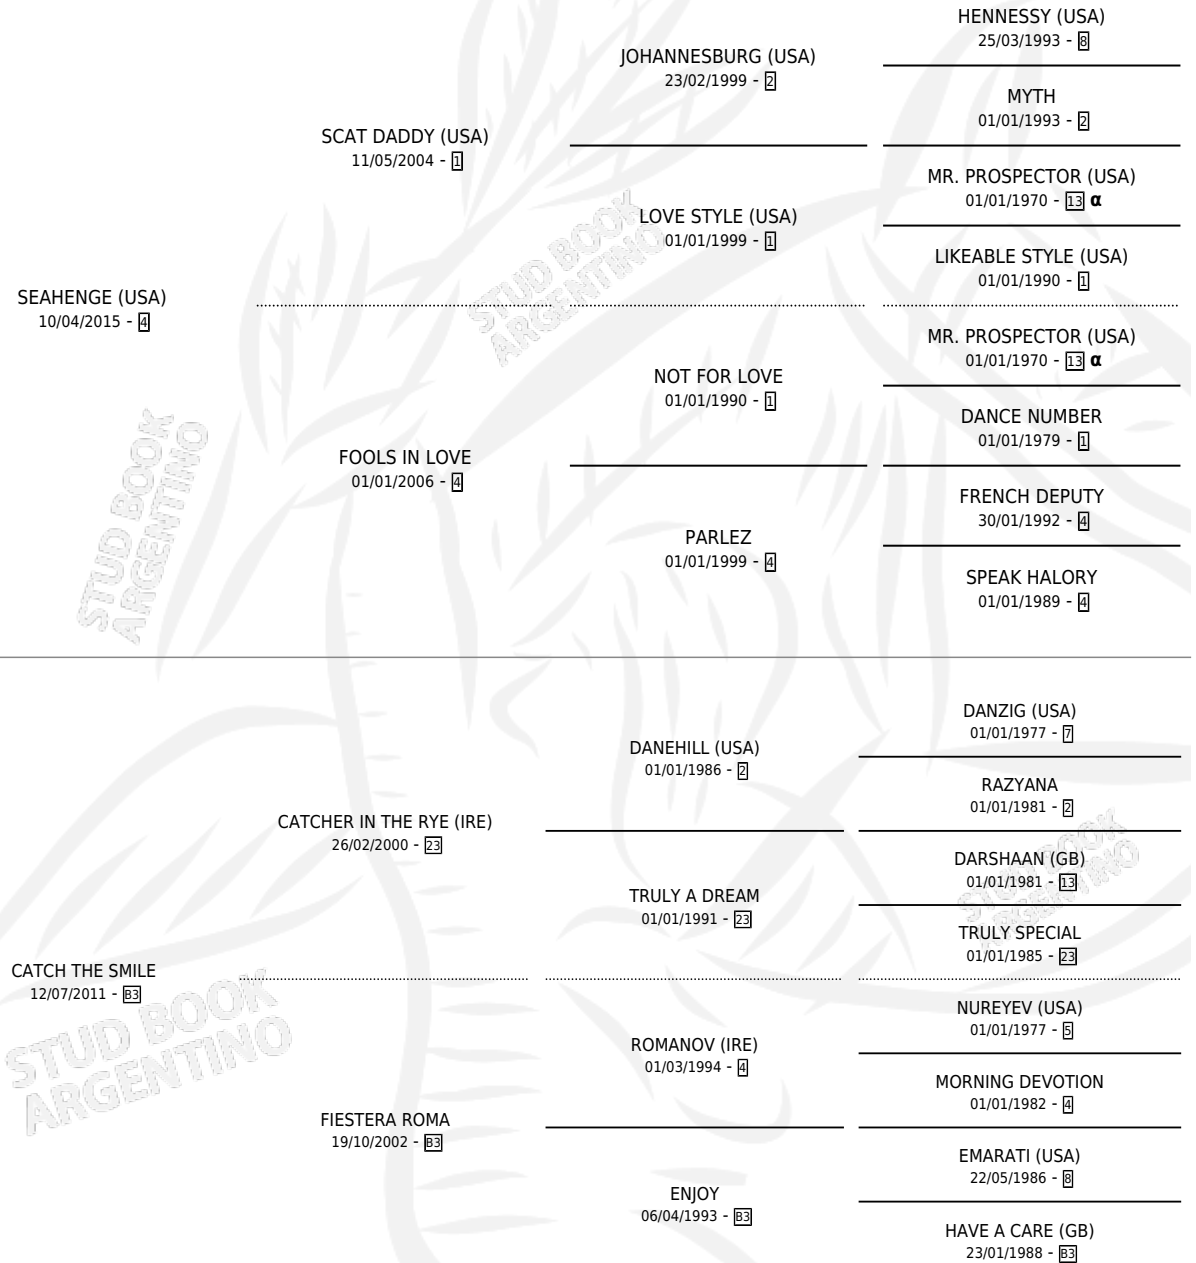 HENNESSY (USA)
25/03/1993 - 8
JOHANNESBURG (USA)
23/02/1999 - 2
MYTH
01/01/1993 - 2
SCAT DADDY (USA)
11/05/2004 - 1
MR. PROSPECTOR (USA)
01/01/1970 - 13 α
LOVE STYLE (USA)
01/01/1999 - 1
LIKEABLE STYLE (USA)
01/01/1990 - 1
SEAHENGE (USA)
10/04/2015 - 4
MR. PROSPECTOR (USA)
01/01/1970 - 13 α
NOT FOR LOVE
01/01/1990 - 1
DANCE NUMBER
01/01/1979 - 1
FOOLS IN LOVE
01/01/2006 - 4
FRENCH DEPUTY
30/01/1992 - 4
PARLEZ
01/01/1999 - 4
SPEAK HALORY
01/01/1989 - 4
DANZIG (USA)
01/01/1977 - 7
DANEHILL (USA)
01/01/1986 - 2
RAZYANA
01/01/1981 - 2
CATCHER IN THE RYE (IRE)
26/02/2000 - 23
DARSHAAN (GB)
01/01/1981 - 13
TRULY A DREAM
01/01/1991 - 23
TRULY SPECIAL
01/01/1985 - 23
CATCH THE SMILE
12/07/2011 - B3
NUREYEV (USA)
01/01/1977 - 5
ROMANOV (IRE)
01/03/1994 - 4
MORNING DEVOTION
01/01/1982 - 4
FIESTERA ROMA
19/10/2002 - B3
EMARATI (USA)
22/05/1986 - 8
ENJOY
06/04/1993 - B3
HAVE A CARE (GB)
23/01/1988 - B3
STUD BOOK
ARGENTINO
STUD BOOK
ARGENTINO
STUD BOOK
ARGENTINO
STUD BOOK
ARGENTINO